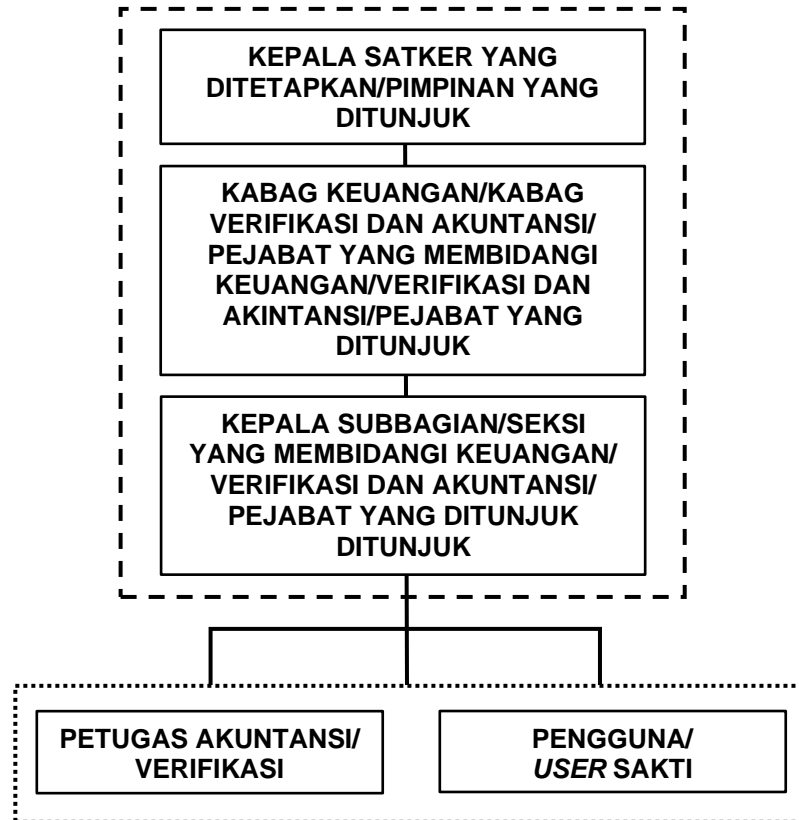 KEPALA SATKER YANG
DITETAPKAN/PIMPINAN YANG
DITUNJUK
KABAG KEUANGAN/KABAG
VERIFIKASI DAN AKUNTANSI/
PEJABAT YANG MEMBIDANGI
KEUANGAN/VERIFIKASI DAN
AKINTANSI/PEJABAT YANG
DITUNJUK
KEPALA SUBBAGIAN/SEKSI
YANG MEMBIDANGI KEUANGAN/
VERIFIKASI DAN AKUNTANSI/
PEJABAT YANG DITUNJUK
DITUNJUK
PETUGAS AKUNTANSI/
VERIFIKASI
PENGGUNA/
USER SAKTI